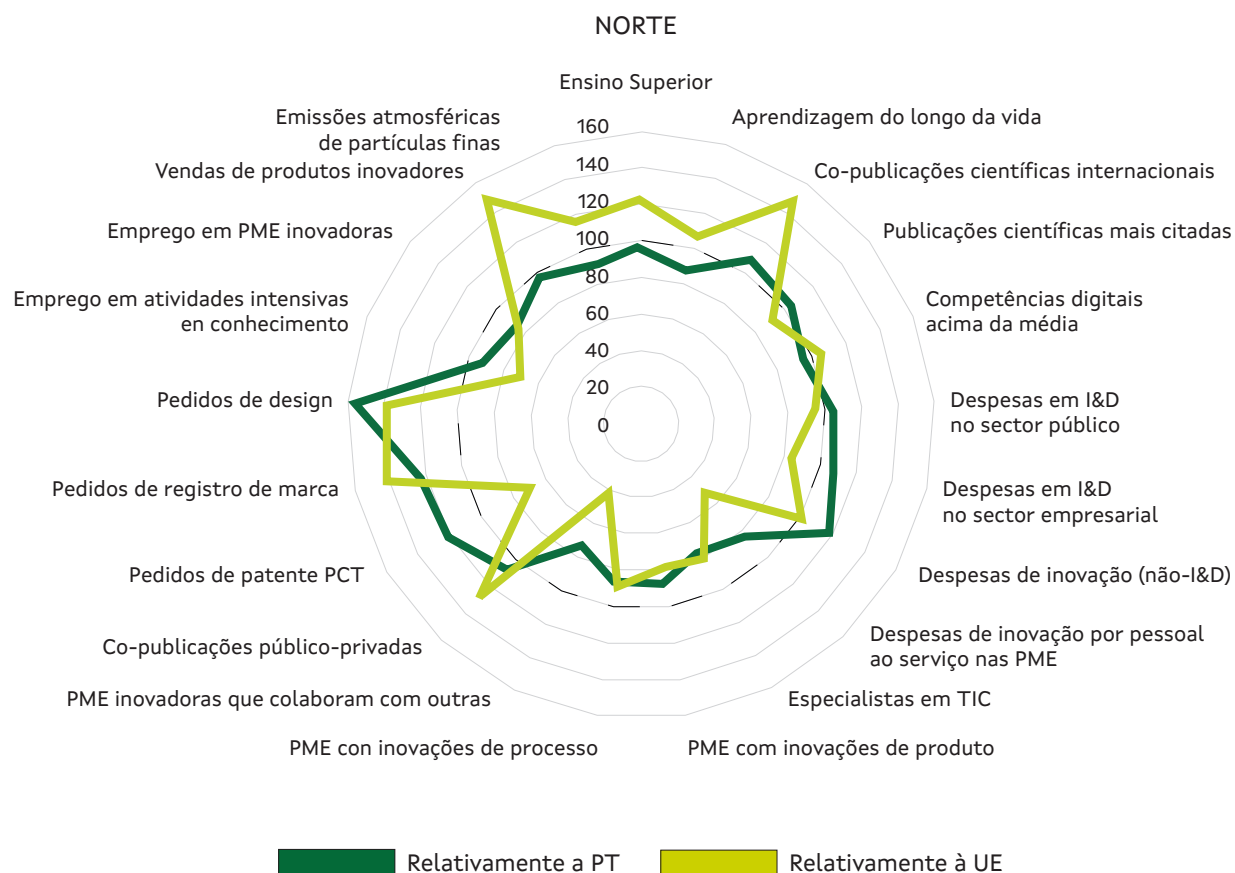 NORTE
Ensino Superior
Aprendizagem do longo da vida
Co-publicações científicas internacionais
Publicações científicas mais citadas
Competências digitais
acima da média
Despesas em I&D
no sector público
Despesas em I&D
no sector empresarial
Despesas de inovação (não-I&D)
Despesas de inovação por pessoal
ao serviço nas PME
Especialistas em TIC
PME com inovações de produto
PME con inovações de processo
PME inovadoras que colaboram com outras
Co-publicações público-privadas
Pedidos de patente PCT
Pedidos de registro de marca
Pedidos de design
Emprego em atividades intensivas
en conhecimento
Emprego em PME inovadoras
Vendas de produtos inovadores
Emissões atmosféricas
de partículas finas
160
140
120
100
80
60
40
20
0
Relativamente a PT
Relativamente à UE